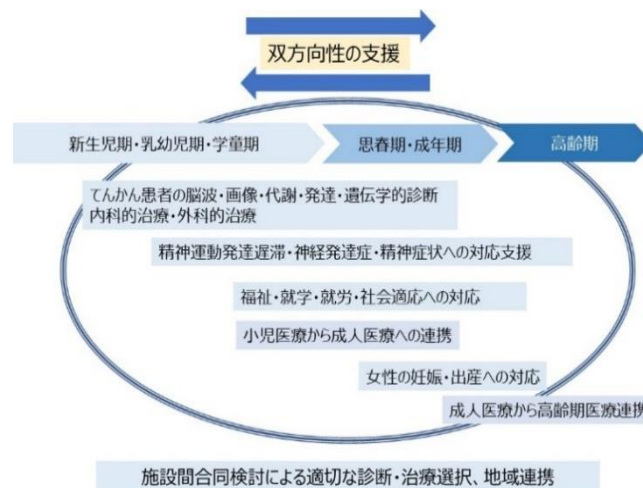 双方向性の支援
新生児期・乳幼児期・学童期
思春期・成年期
高齢期
てんかん患者の脳波・画像・代謝・発達・遺伝学的診断
内科的治療・外科的治療
精神運動発達遅滞・神経発達症・精神症状への対応支援
福祉・就学・就労・社会適応への対応
小児医療から成人医療への連携
女性の妊娠・出産への対応
成人医療から高齢期医療連携
施設間合同検討による適切な診断・治療選択、地域連携